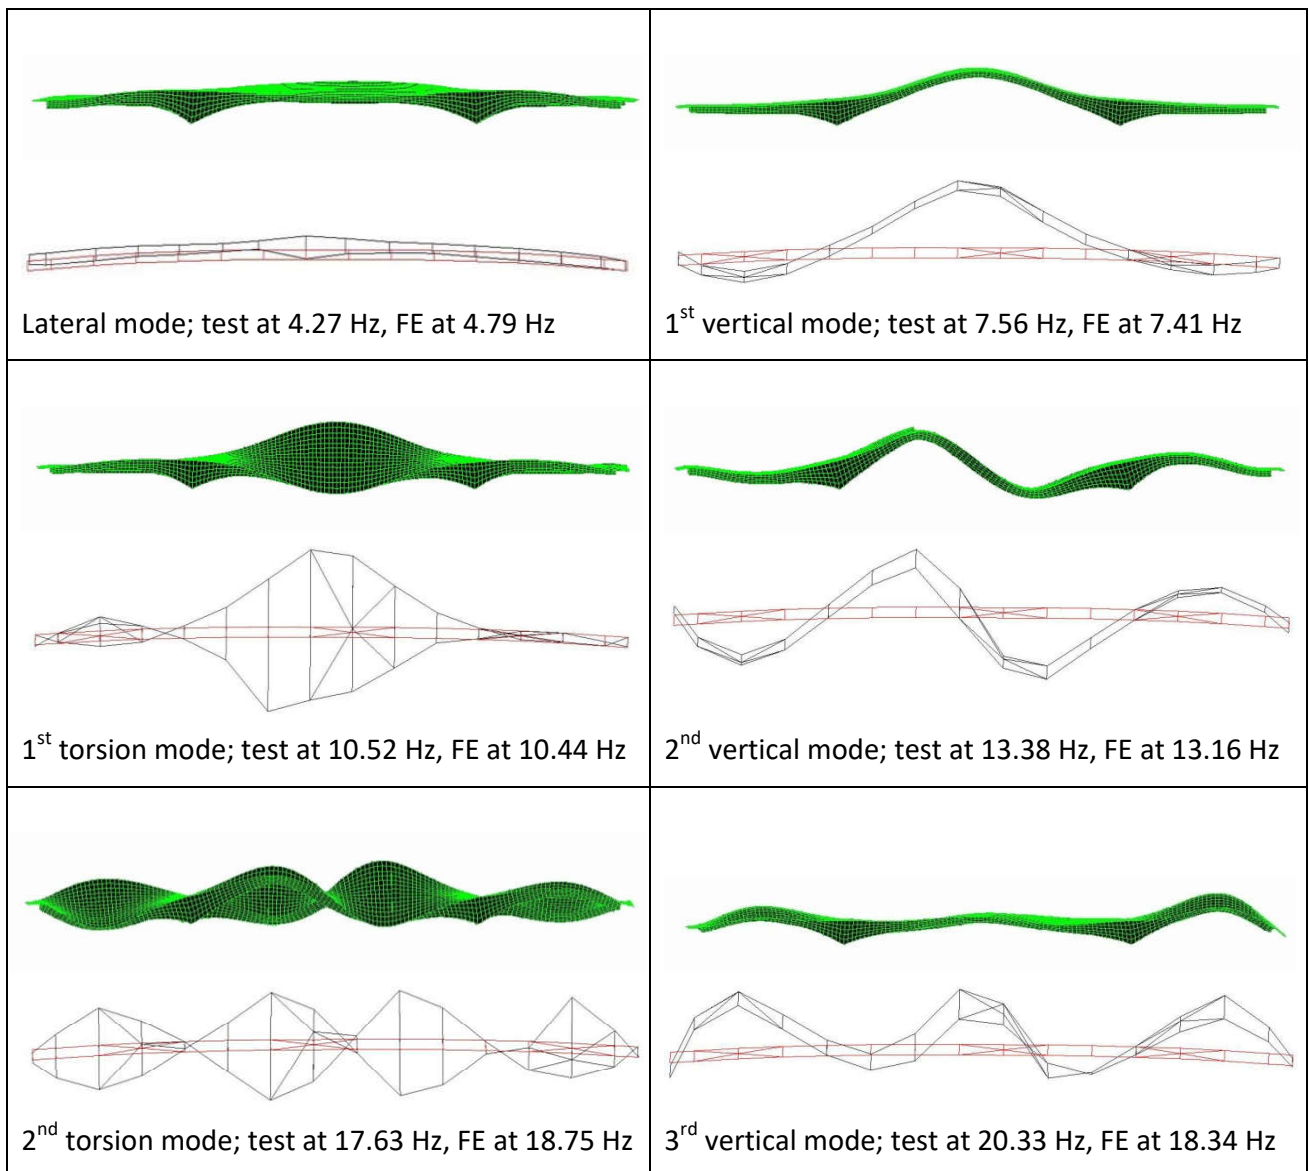 Lateral mode; test at 4.27 Hz, FE at 4.79 Hz
1st vertical mode; test at 7.56 Hz, FE at 7.41 Hz
1st torsion mode; test at 10.52 Hz, FE at 10.44 Hz
2nd vertical mode; test at 13.38 Hz, FE at 13.16 Hz
2nd torsion mode; test at 17.63 Hz, FE at 18.75 Hz
3rd vertical mode; test at 20.33 Hz, FE at 18.34 Hz